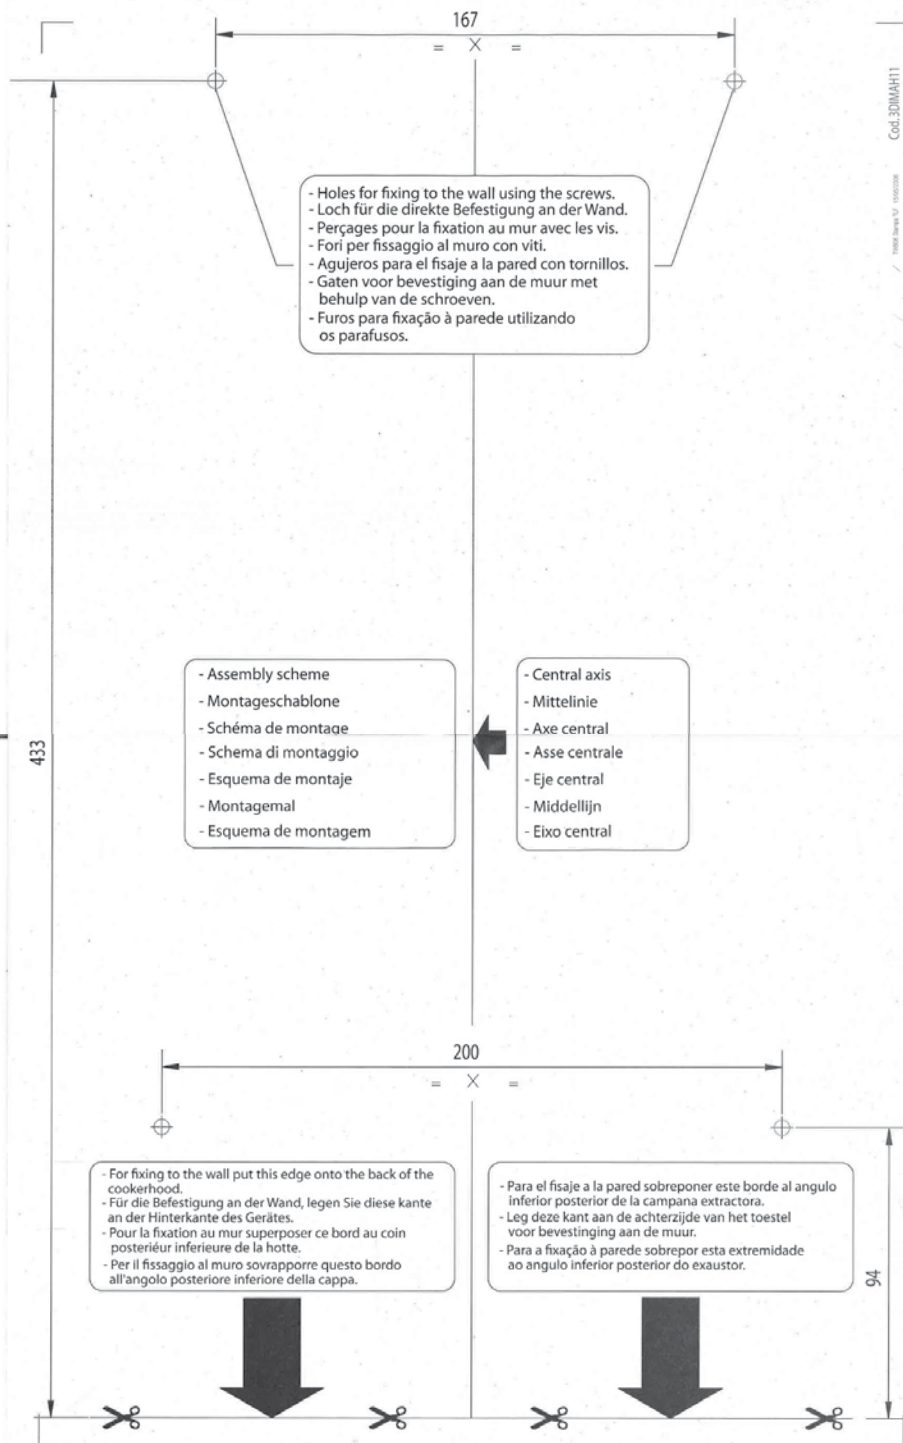 167
= X =
Cod.3DIMAH11
- Holes for fixing to the wall using the screws.
- Loch für die direkte Befestigung an der Wand.
- Perçages pour la fixation au mur avec les vis.
- Fori per fissaggio al muro con viti.
- Agujeros para el fisaje a la pared con tornillos.
- Gaten voor bevestiging aan de muur met
behulp van de schroeven.
- Furos para fixação à parede utilizando
os parafusos.
433
- Assembly scheme
- Montageschablone
- Schéma de montage
- Schema di montaggio
- Esquema de montaje
- Montagemal
- Esquema de montagem
- Central axis
- Mittelinie
- Axe central
- Asse centrale
- Eje central
- Middellijn
- Eixo central
200
= X =
- For fixing to the wall put this edge onto the back of the
cookerhood.
- Für die Befestigung an der Wand, legen Sie diese kante
an der Hinterkante des Gerätes.
- Pour la fixation au mur superposer ce bord au coin
posteriéur inferieure de la hotte.
- Per il fissaggio al muro sovrapporre questo bordo
all'angolo posteriore inferiore della cappa.
- Para el fisaje a la pared sobreponer este borde al angulo
inferior posterior de la campana extractora.
- Leg deze kant aan de achterzijde van het toestel
voor bevestinging aan de muur.
- Para a fixação à parede sobrepor esta extremidade
ao angulo inferior posterior do exaustor.
94